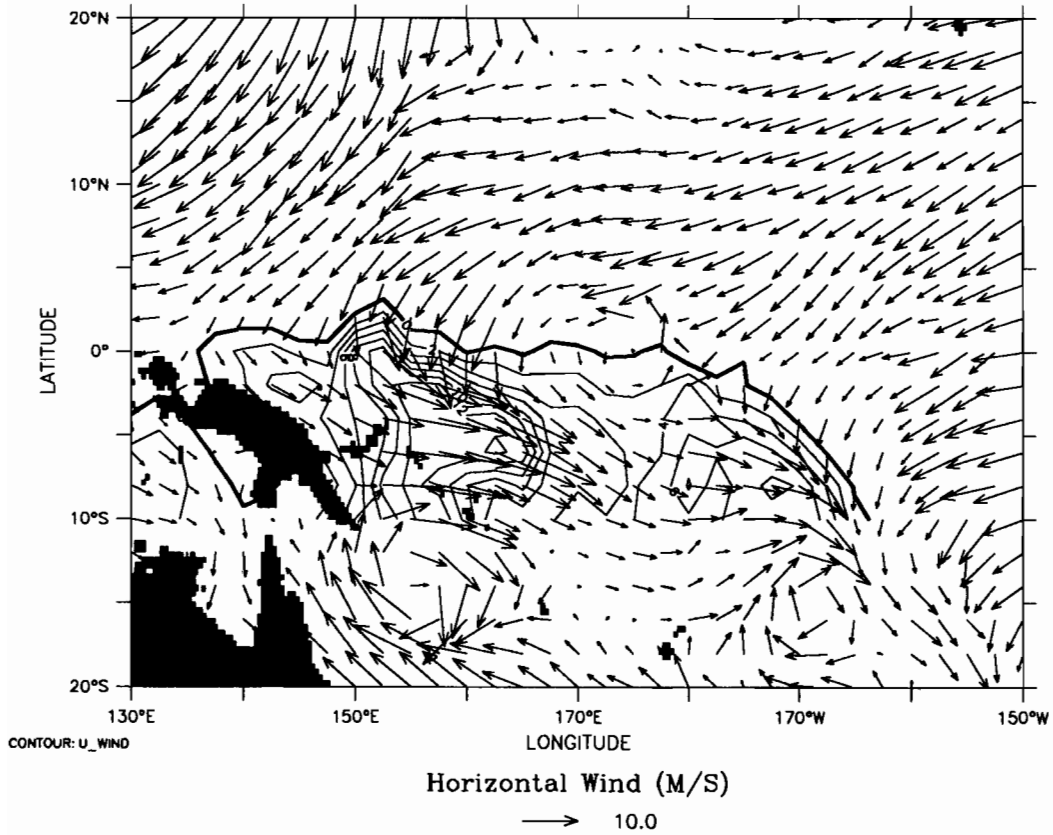 20°N
10°N
0°
10°S
20°S
LATITUDE
130°E 150°E 170°E 170°W 150°W
CONTOUR: U_WIND
LONGITUDE
Horizontal Wind (M/S)
10.0